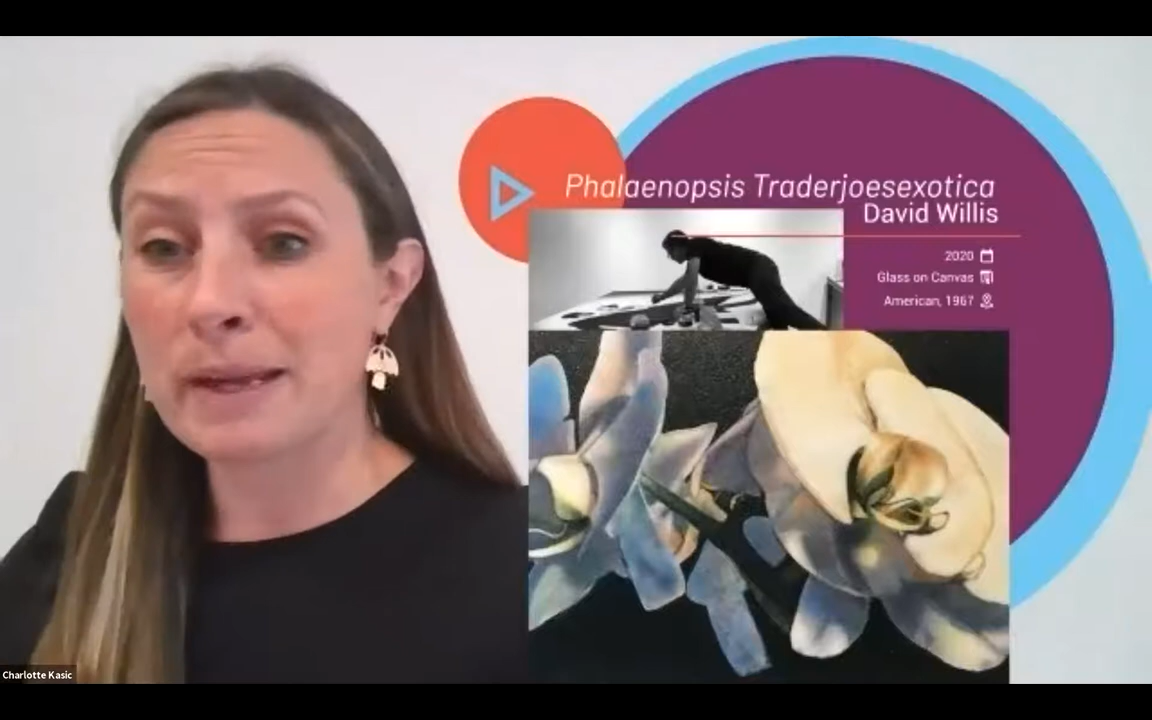 Phalaenopsis Traderjoesexotica
David Willis
2020
Glass on Canvas
American, 1967
Charlotte Kasic